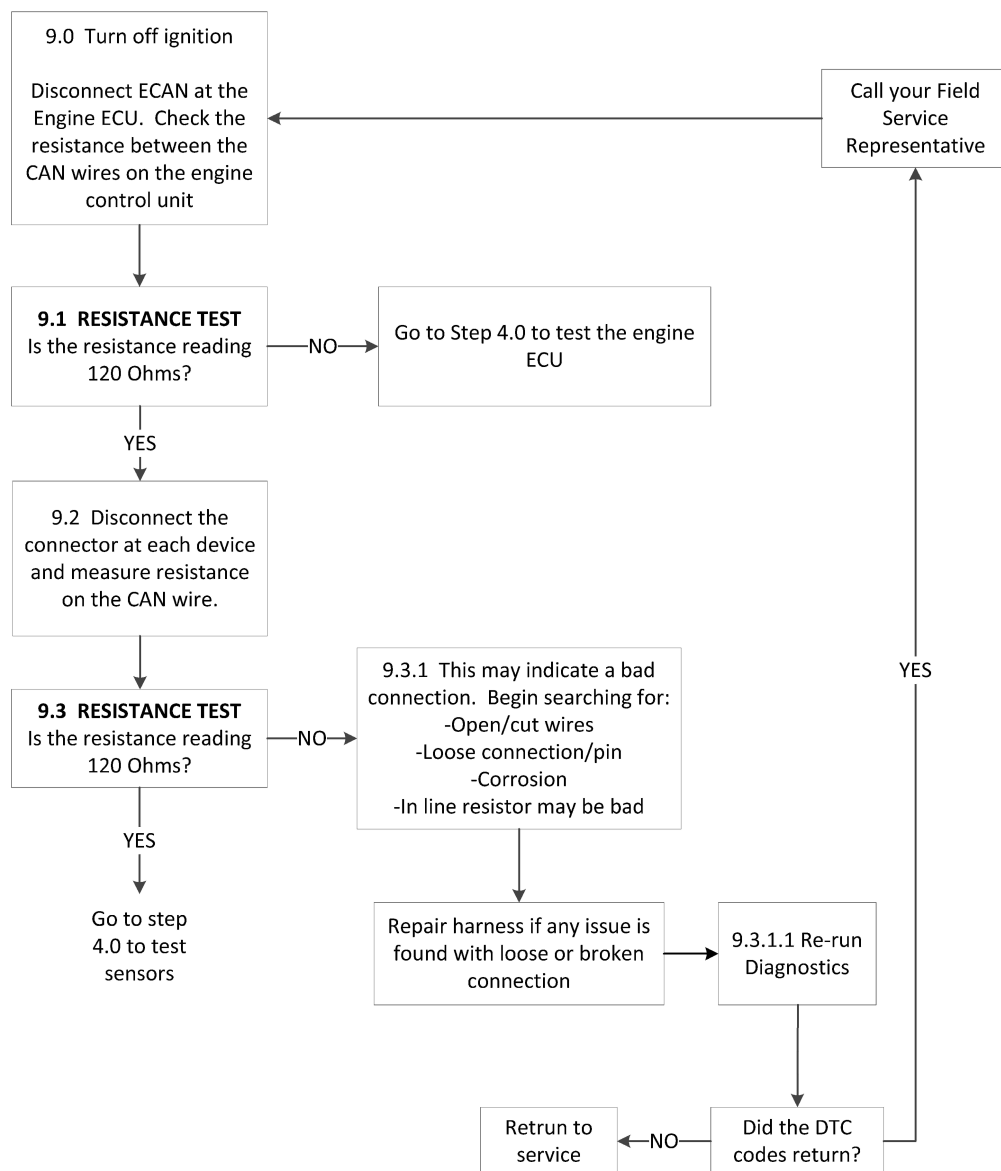 9.0 Turn off ignition
Disconnect ECAN at the
Engine ECU. Check the
resistance between the
CAN wires on the engine
control unit
Call your Field
Service
Representative
9.1 RESISTANCE TEST
Is the resistance reading
120 Ohms?
NO
Go to Step 4.0 to test the engine
ECU
YES
9.2 Disconnect the
connector at each device
and measure resistance
on the CAN wire.
9.3 RESISTANCE TEST
Is the resistance reading
120 Ohms?
NO
9.3.1 This may indicate a bad
connection. Begin searching for:
-Open/cut wires
-Loose connection/pin
-Corrosion
-In line resistor may be bad
YES
YES
Go to step
4.0 to test
sensors
Repair harness if any issue is
found with loose or broken
connection
9.3.1.1 Re-run
Diagnostics
Retrun to
service
NO
Did the DTC
codes return?